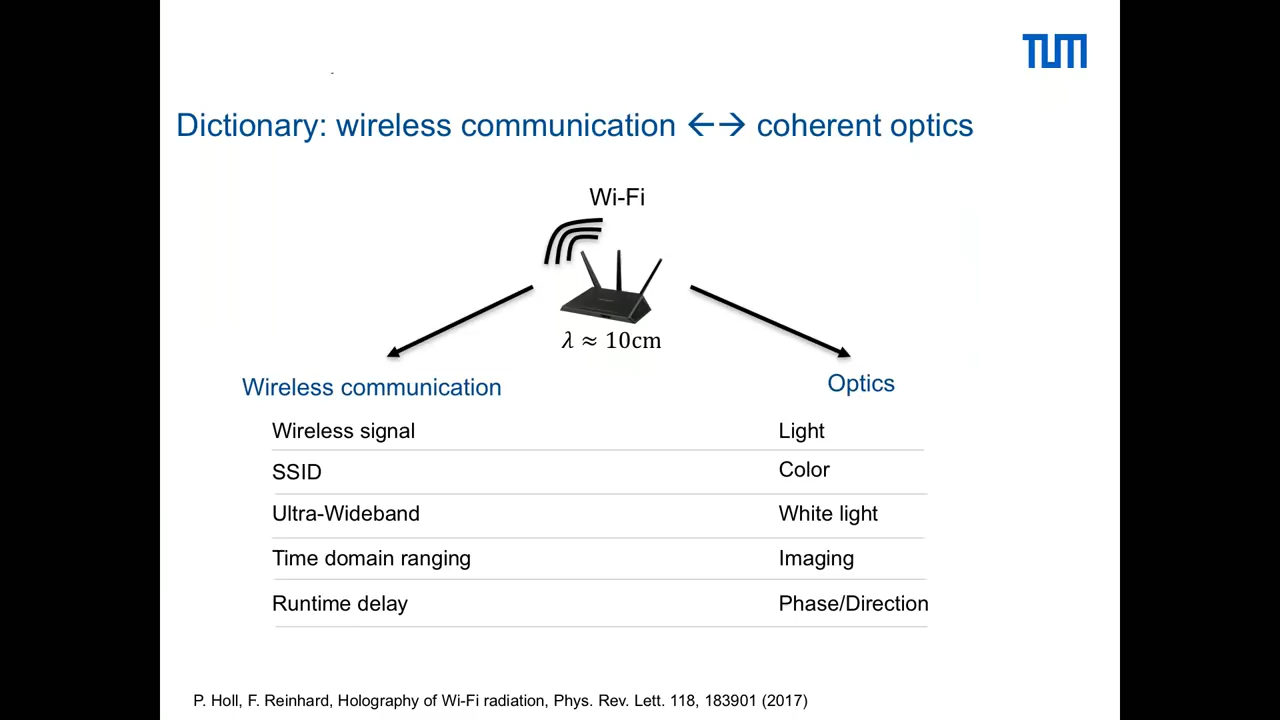 TUM
Dictionary: wireless communication ←→ coherent optics
Wi-Fi
λ ≈ 10cm
Wireless communication Optics
Wireless signal Light
SSID Color
Ultra-Wideband White light
Time domain ranging Imaging
Runtime delay Phase/Direction
P. Holl, F. Reinhard, Holography of Wi-Fi radiation, Phys. Rev. Lett. 118, 183901 (2017)